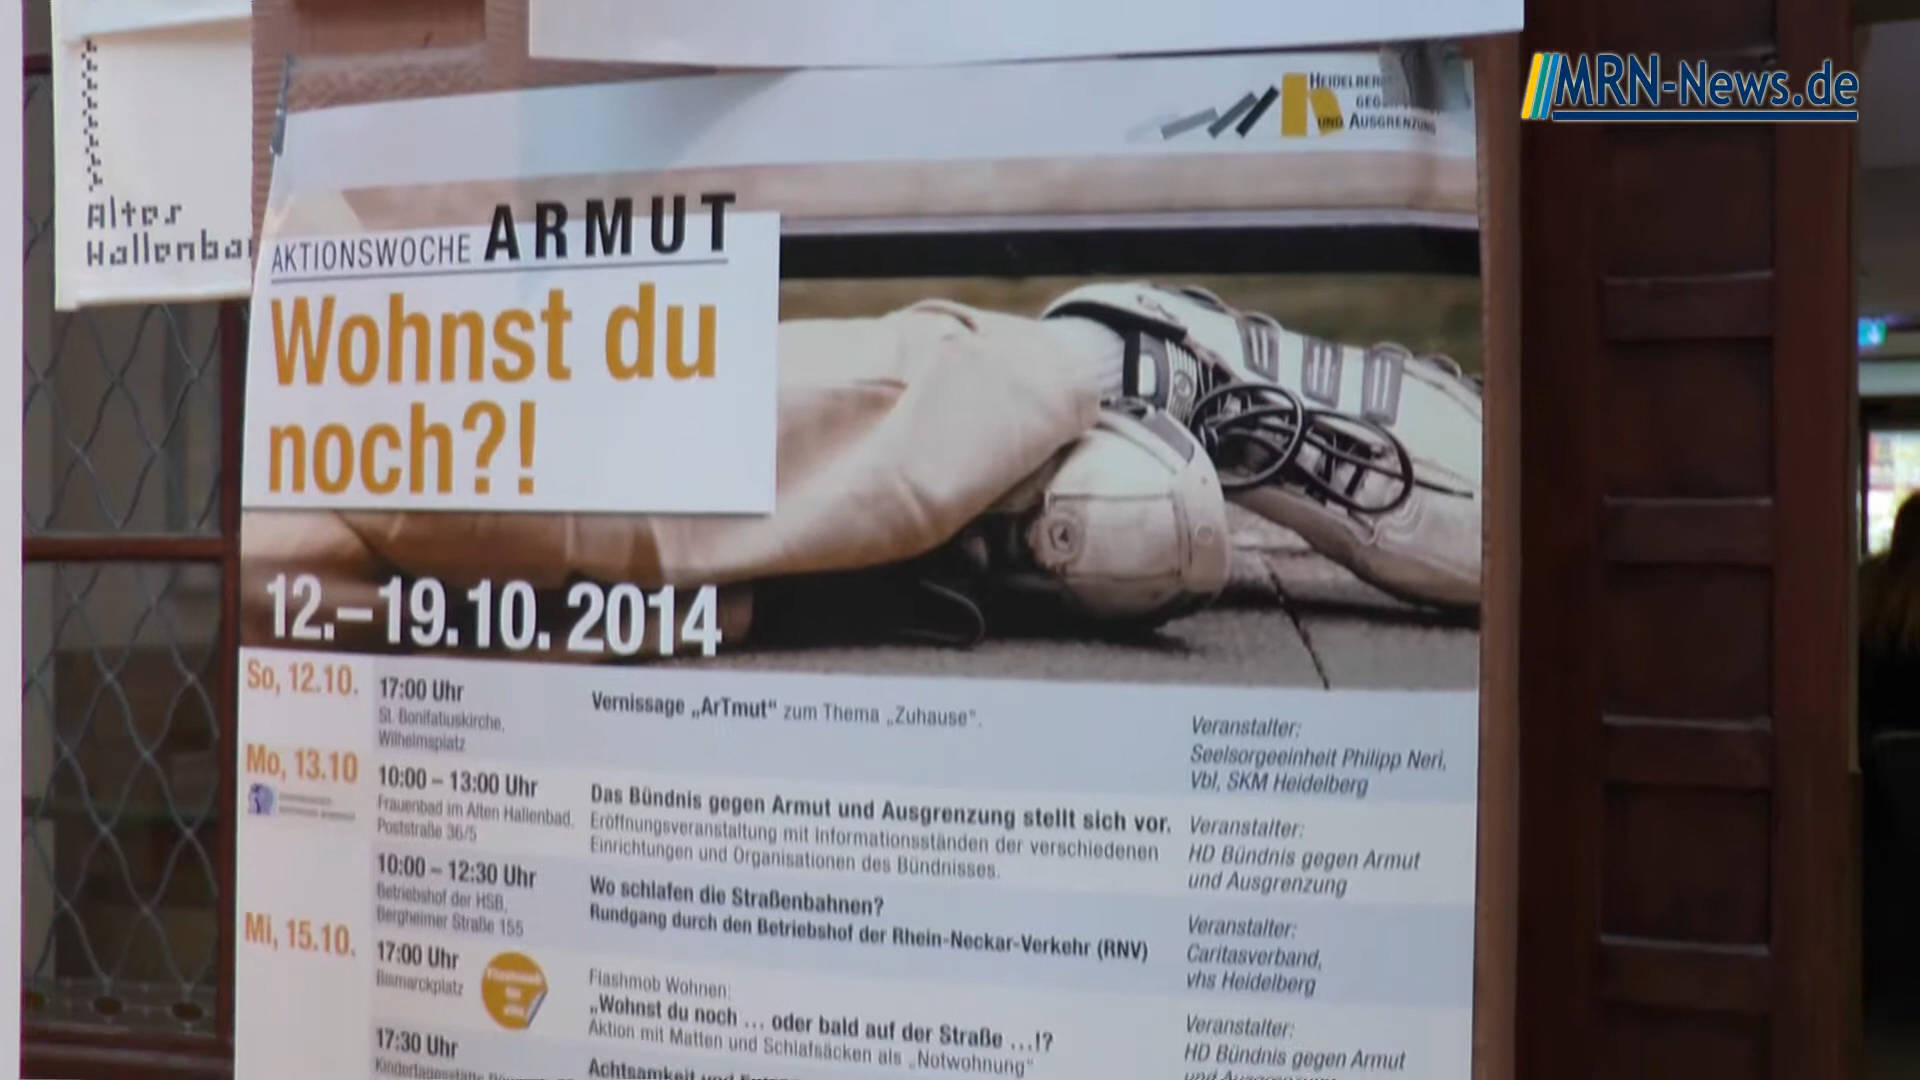 MRN-News.de
Altes
Hallenba
HEIDELBER
UND AUSGRENZUNG
AKTIONSWOCHE ARMUT
Wohnst du
noch?!
12.–19.10. 2014
So, 12.10.
17:00 Uhr
St. Bonifatiuskirche,
Wilhelmsplatz
Vernissage „ArTmut“ zum Thema „Zuhause“.
Veranstalter:
Seelsorgeeinheit Philipp Neri,
Vbl, SKM Heidelberg
Mo, 13.10
10:00 – 13:00 Uhr
Frauenbad im Alten Hallenbad,
Poststraße 36/5
Das Bündnis gegen Armut und Ausgrenzung stellt sich vor.
Eröffnungsveranstaltung mit Informationsständen der verschiedenen
Einrichtungen und Organisationen des Bündnisses.
Veranstalter:
HD Bündnis gegen Armut
und Ausgrenzung
10:00 – 12:30 Uhr
Betriebshof der HSB,
Bergheimer Straße 155
Wo schlafen die Straßenbahnen?
Rundgang durch den Betriebshof der Rhein-Neckar-Verkehr (RNV)
Veranstalter:
Caritasverband,
vhs Heidelberg
Mi, 15.10.
17:00 Uhr
Bismarckplatz
Flashmob Wohnen:
„Wohnst du noch ... oder bald auf der Straße ...!?
Aktion mit Matten und Schlafsäcken als „Notwohnung“
Veranstalter:
HD Bündnis gegen Armut
und Ausgrenzung
17:30 Uhr
Kindertagesstätte
Achtsamkeit und